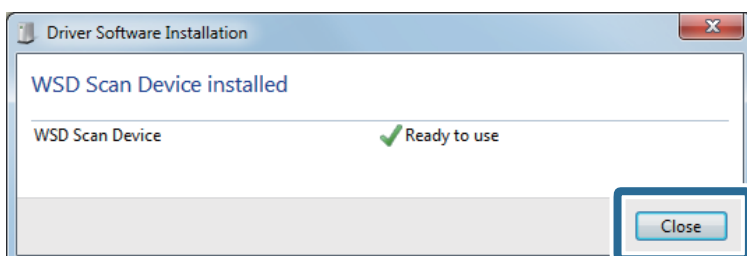 Driver Software Installation
WSD Scan Device installed
WSD Scan Device Ready to use
Close